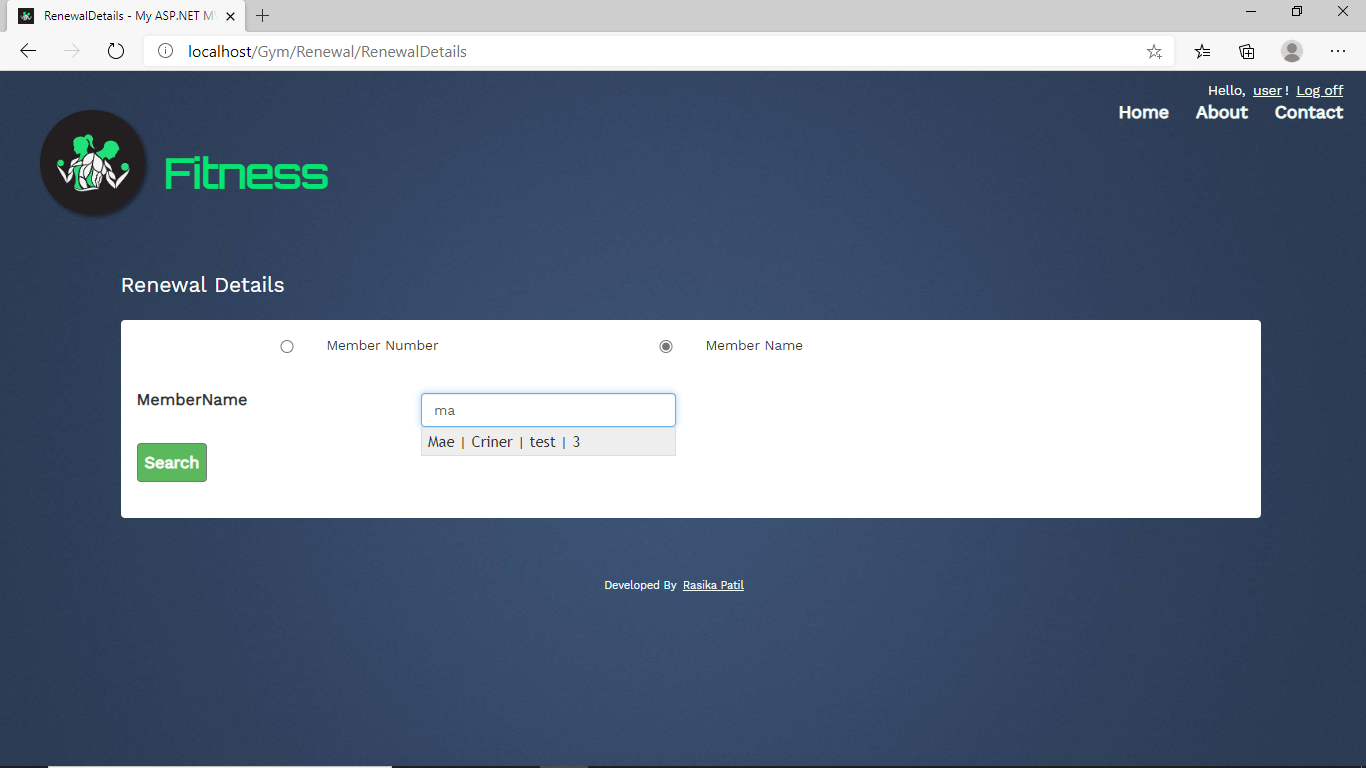 RenewalDetails - My ASP.NET M
localhost/Gym/Renewal/RenewalDetails
Hello, user! Log off
Home About Contact
Fitness
Renewal Details
Member Number Member Name
MemberName ma
Mae | Criner | test | 3
Search
Developed By Rasika Patil